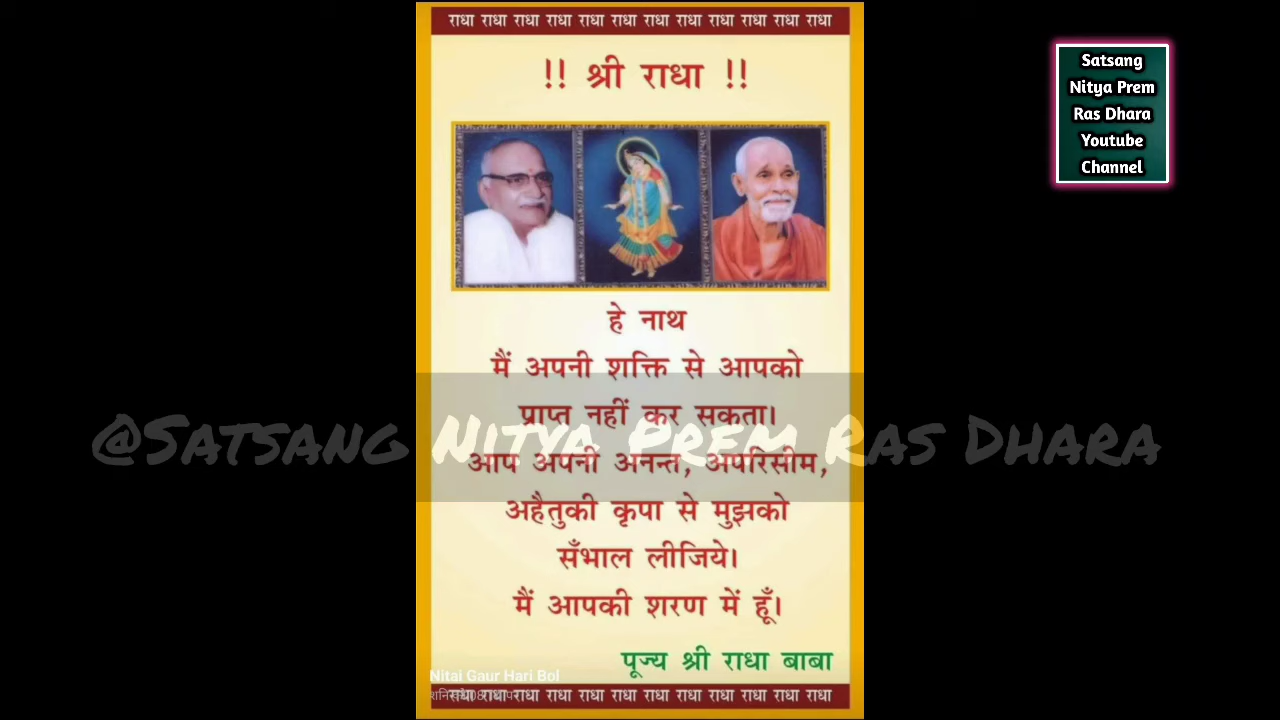 राधा राधा राधा राधा राधा राधा राधा राधा राधा राधा राधा राधा
!! श्री राधा !!
हे नाथ
मैं अपनी शक्ति से आपको
प्राप्त नहीं कर सकता।
आप अपनी अनन्त, अपरिसीम,
अहैतुकी कृपा से मुझको
सँभाल लीजिये।
मैं आपकी शरण में हूँ।
पूज्य श्री राधा बाबा
Nitai Gaur Hari Bol
राधा राधा राधा राधा राधा राधा राधा राधा राधा राधा राधा राधा
@Satsang Nitya Prem Ras Dhara
Satsang
Nitya Prem
Ras Dhara
Youtube
Channel